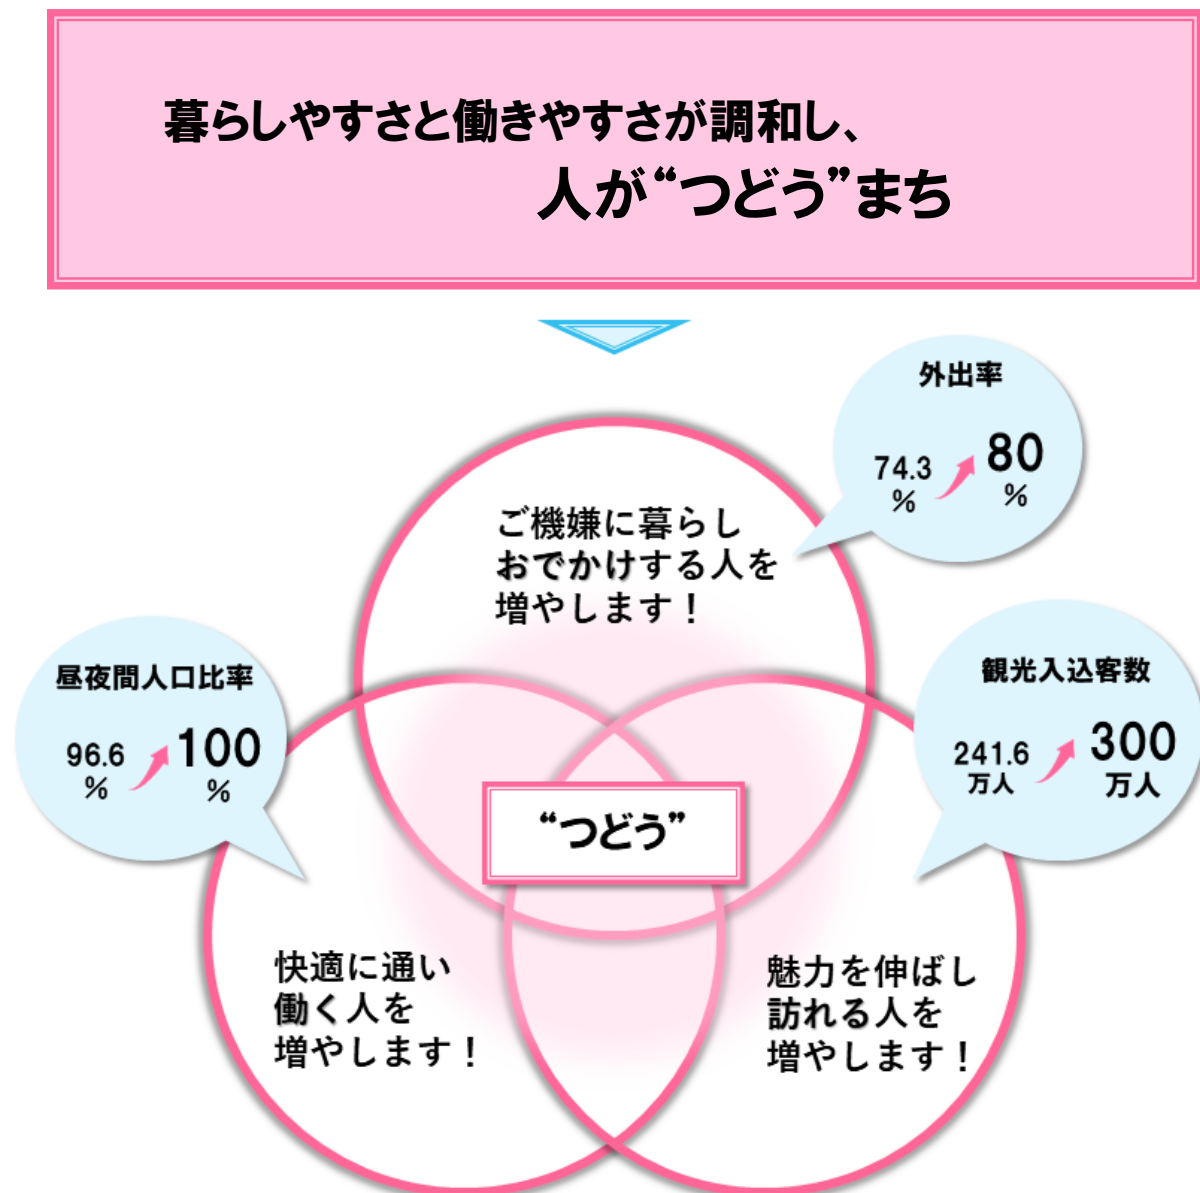 暮らしやすさと働きやすさが調和し、
人が“つどう”まち
外出率
74.3
%
80
%
ご機嫌に暮らし
おでかけする人を
増やします！
昼夜間人口比率
96.6
%
100
%
観光入込客数
241.6
万人
300
万人
“つどう”
快適に通い
働く人を
増やします！
魅力を伸ばし
訪れる人を
増やします！